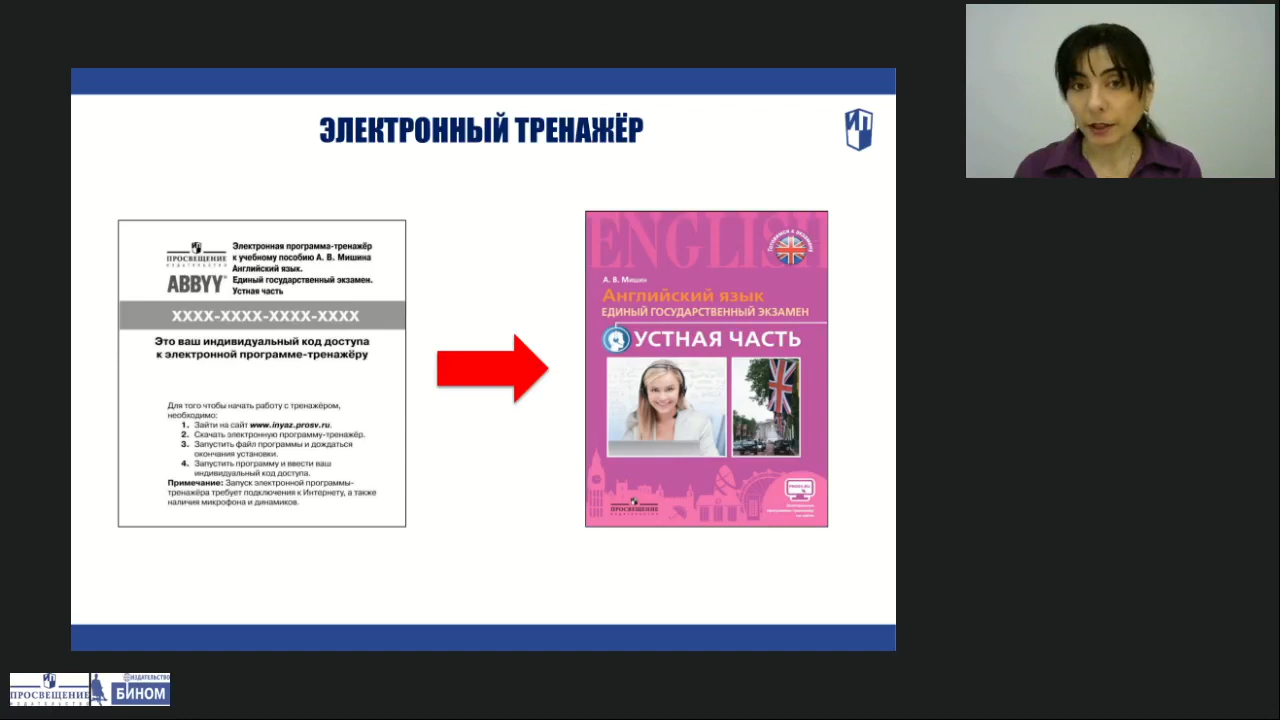 ЭЛЕКТРОННЫЙ ТРЕНАЖЁР
ИП
ПРОСВЕЩЕНИЕ
ИЗДАТЕЛЬСТВО
ABBYY®
Электронная программа-тренажёр
к учебному пособию А. В. Мишина
Английский язык.
Единый государственный экзамен.
Устная часть
XXXX-XXXX-XXXX-XXXX
Это ваш индивидуальный код доступа
к электронной программе-тренажёру
Для того чтобы начать работу с тренажёром,
необходимо:
1. Зайти на сайт www.inyaz.prosv.ru.
2. Скачать электронную программу-тренажёр.
3. Запустить файл программы и дождаться
окончания установки.
4. Запустить программу и ввести ваш
индивидуальный код доступа.
Примечание: Запуск электронной программы-
тренажёра требует подключения к Интернету, а также
наличия микрофона и динамиков.
ENGLISH
А. В. Мишин
Английский язык
ЕДИНЫЙ ГОСУДАРСТВЕННЫЙ ЭКЗАМЕН
УСТНАЯ ЧАСТЬ
ПРОСВЕЩЕНИЕ
ПРОСВЕЩЕНИЕ
ИЗДАТЕЛЬСТВО
ИЗДАТЕЛЬСТВО
БИНОМ